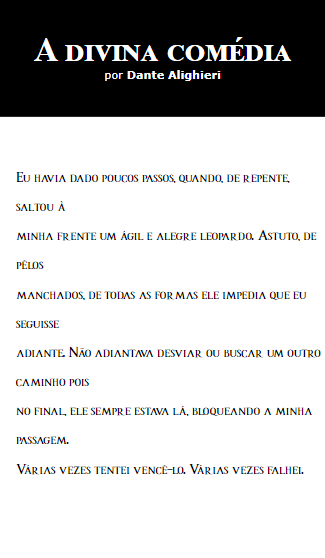 A divina comédia
por Dante Alighieri
Eu havia dado poucos passos, quando, de repente,
saltou à
minha frente um ágil e alegre leopardo. Astuto, de
pêlos
manchados, de todas as formas ele impedia que eu
seguisse
adiante. Não adiantava desviar ou buscar um outro
caminho pois
no final, ele sempre estava lá, bloqueando a minha
passagem.
Várias vezes tentei vencê-lo. Várias vezes falhei.